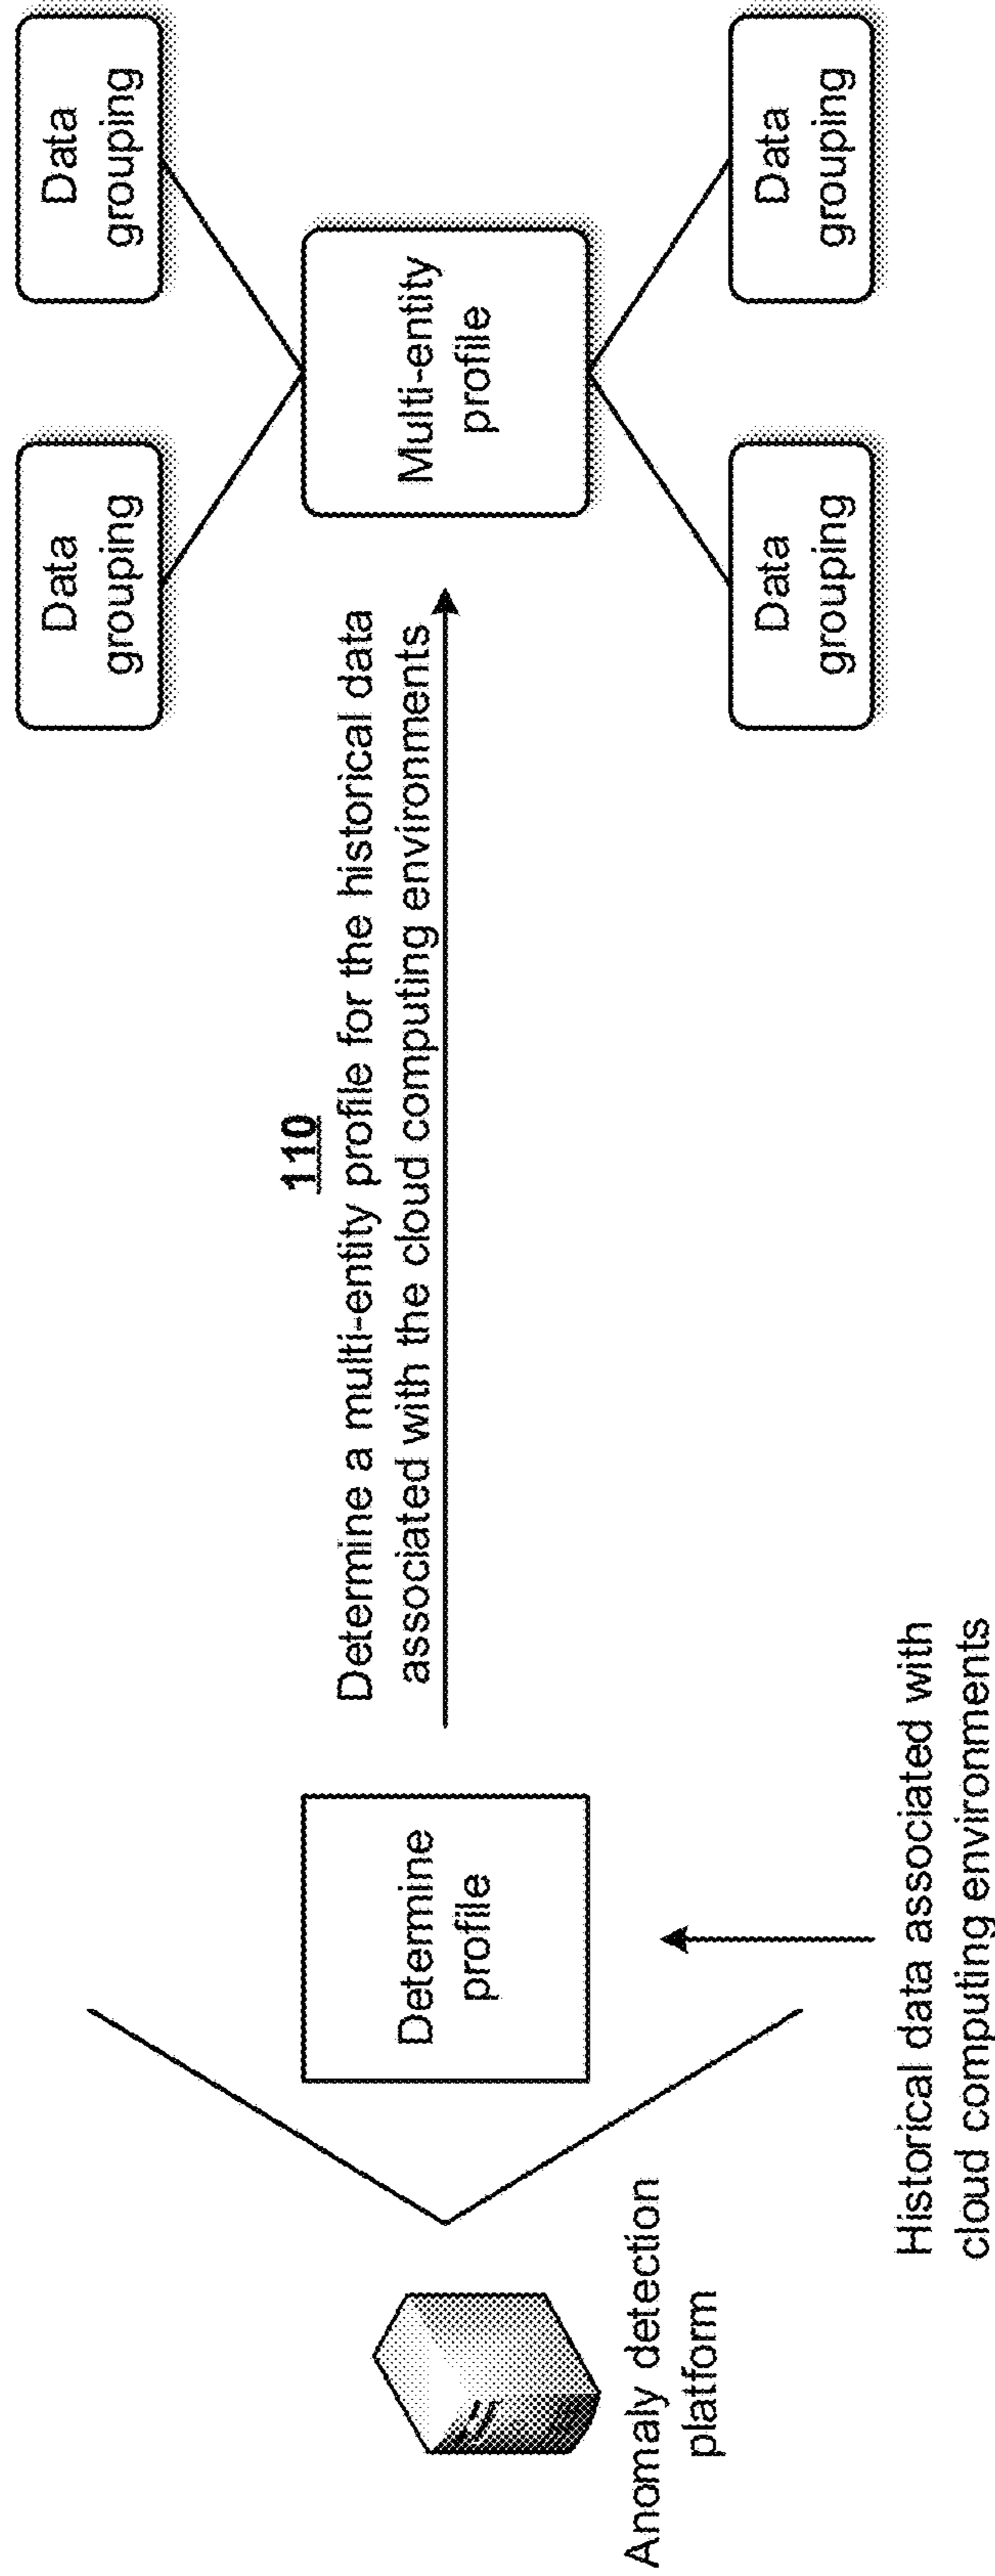 Anomaly detection
platform
Determine
profile
Historical data associated with
cloud computing environments
110
Determine a multi-entity profile for the historical data
associated with the cloud computing environments
Data
grouping
Data
grouping
Multi-entity
profile
Data
grouping
Data
grouping